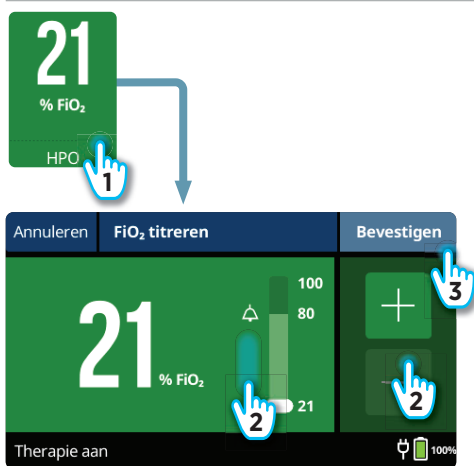 21
% FiO₂
HPO
1
Annuleren FiO₂ titreren Bevestigen
3
100
80
21 % FiO₂
21
2
2
Therapie aan 100%